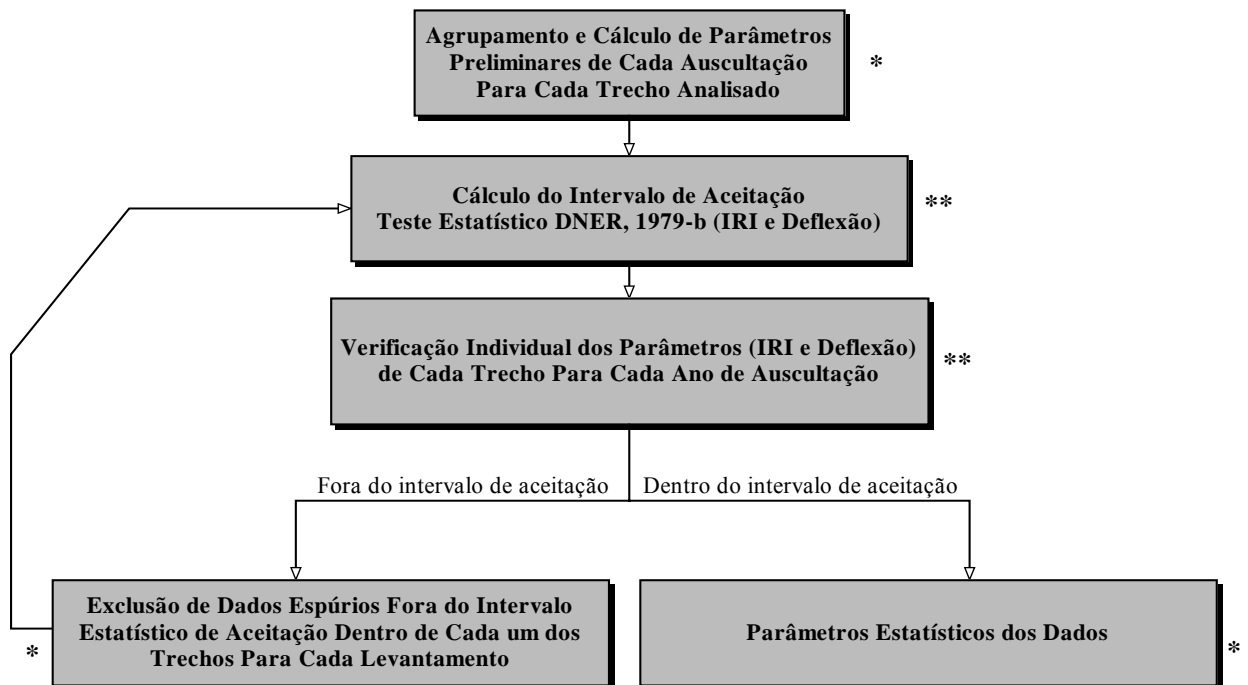 Agrupamento e Cálculo de Parâmetros
Preliminares de Cada Auscultação
Para Cada Trecho Analisado
*
Cálculo do Intervalo de Aceitação
Teste Estatístico DNER, 1979-b (IRI e Deflexão)
**
Verificação Individual dos Parâmetros (IRI e Deflexão)
de Cada Trecho Para Cada Ano de Auscultação
**
Fora do intervalo de aceitação
Dentro do intervalo de aceitação
Exclusão de Dados Espúrios Fora do Intervalo
Estatístico de Aceitação Dentro de Cada um dos
Trechos Para Cada Levantamento
*
Parâmetros Estatísticos dos Dados
*